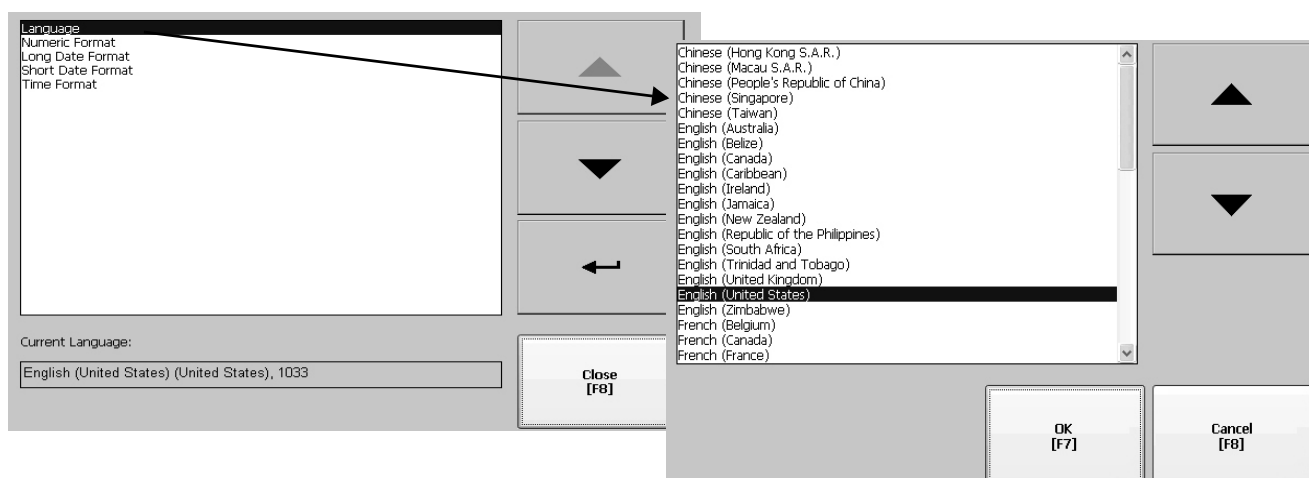 Language
Numeric Format
Long Date Format
Short Date Format
Time Format
Current Language:
English (United States) (United States), 1033
Close
[F8]
Chinese (Hong Kong S.A.R.)
Chinese (Macau S.A.R.)
Chinese (People's Republic of China)
Chinese (Singapore)
Chinese (Taiwan)
English (Australia)
English (Belize)
English (Canada)
English (Caribbean)
English (Ireland)
English (Jamaica)
English (New Zealand)
English (Republic of the Philippines)
English (South Africa)
English (Trinidad and Tobago)
English (United Kingdom)
English (United States)
English (Zimbabwe)
French (Belgium)
French (Canada)
French (France)
OK
[F7]
Cancel
[F8]